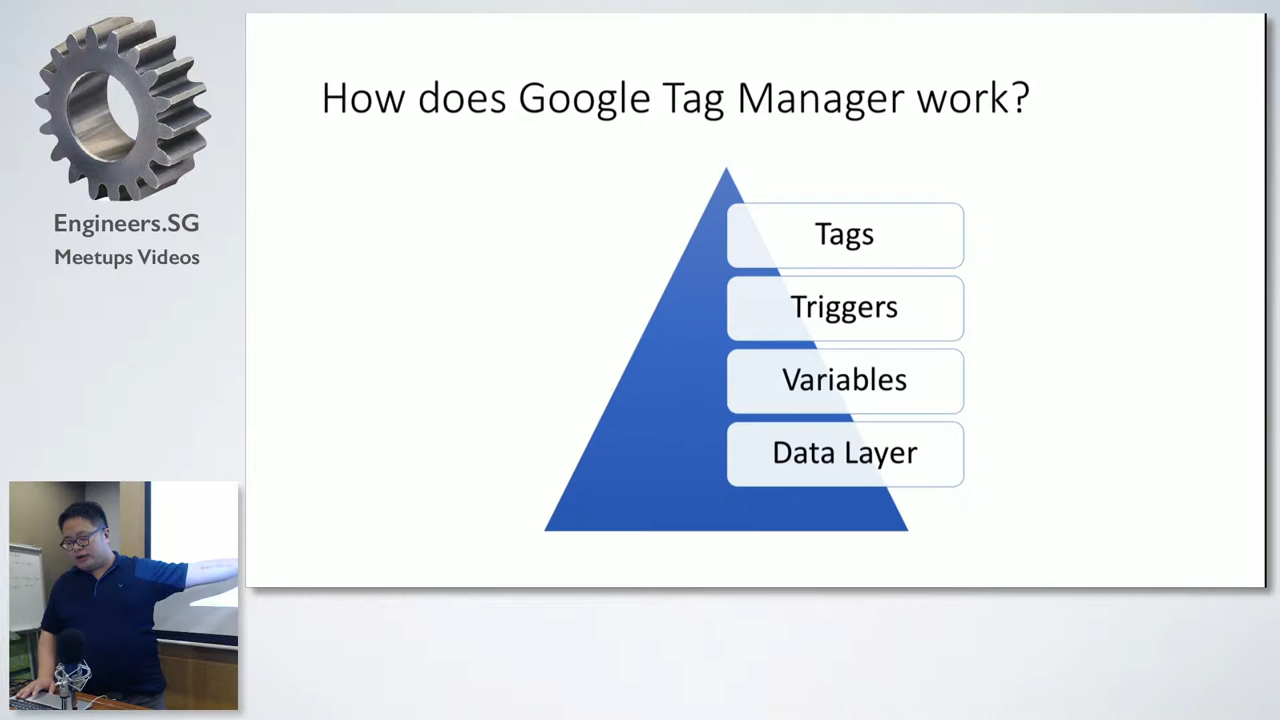 Engineers.SG
Meetups Videos
How does Google Tag Manager work?
Tags
Triggers
Variables
Data Layer